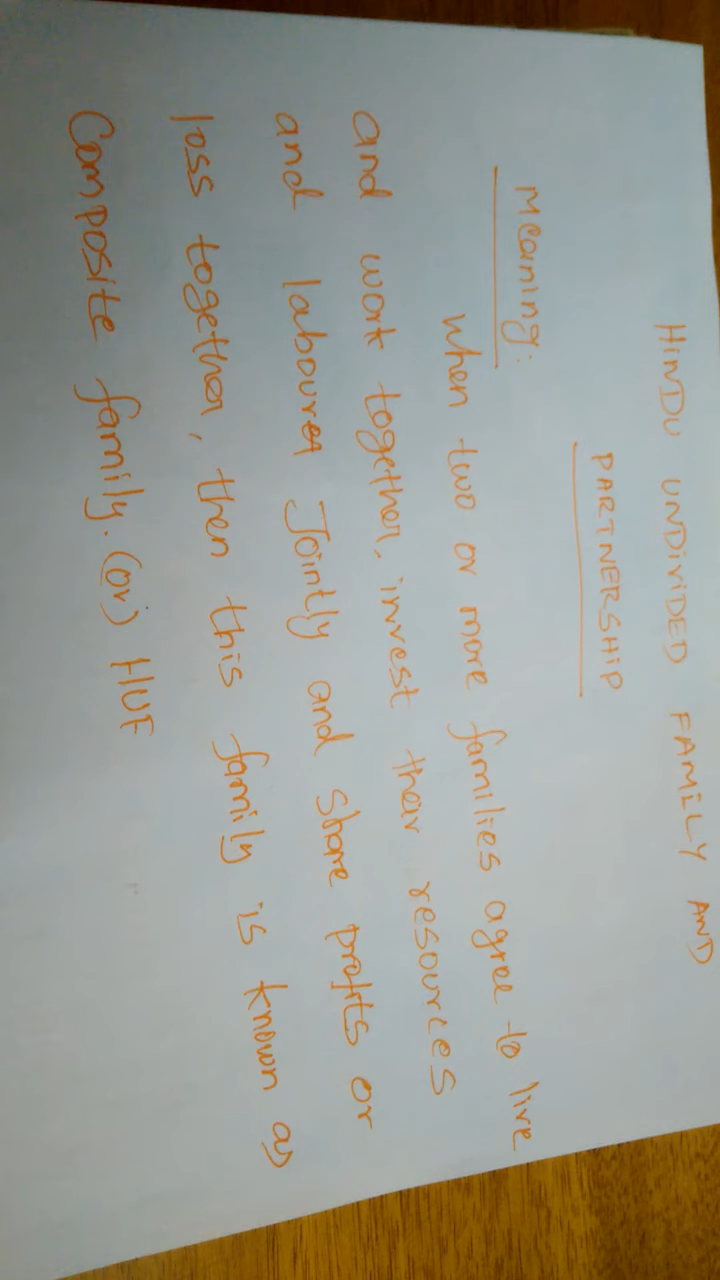 HINDU UNDIVIDED FAMILY AND
PARTNERSHIP
Meaning:
When two or more families agree to live
and work together, invest their resources
and labourer Jointly and share profits or
loss together, then this family is known as
Composite family. (or) HUF